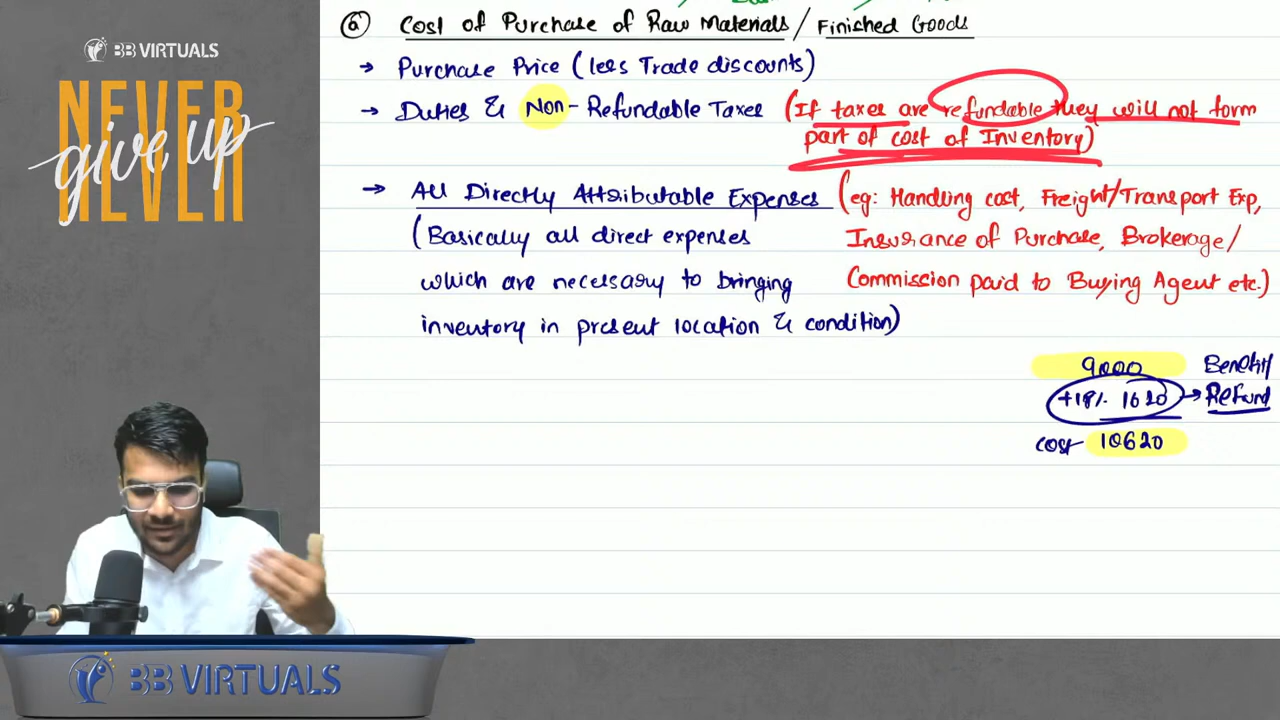 BB VIRTUALS
NEVER
give up
NEVER
(a) Cost of Purchase of Raw Materials / Finished Goods
→ Purchase Price (less Trade discounts)
→ Duties & Non-Refundable Taxes (If taxes are refundable they will not form
part of cost of Inventory)
→ All Directly Attributable Expenses (eg: Handling cost, Freight/Transport Exp,
(Basically all direct expenses Insurance of Purchase, Brokerage/
which are necessary to bringing Commission paid to Buying Agent etc.)
inventory in present location & condition)
9000 Benefit/
+18% 1620 → Refund
cost 10620
BB VIRTUALS